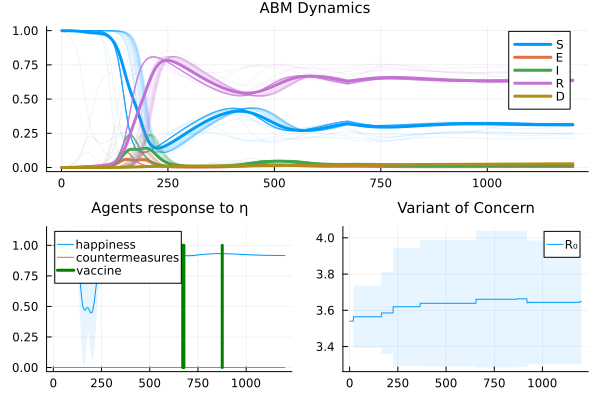 ABM Dynamics
1.00
0.75
0.50
0.25
0.00
S
E
I
R
D
0 250 500 750 1000
Agents response to η
1.00
0.75
0.50
0.25
0.00
happiness
countermeasures
vaccine
0 250 500 750 1000
Variant of Concern
4.0
3.8
3.6
3.4
R₀
0 250 500 750 1000